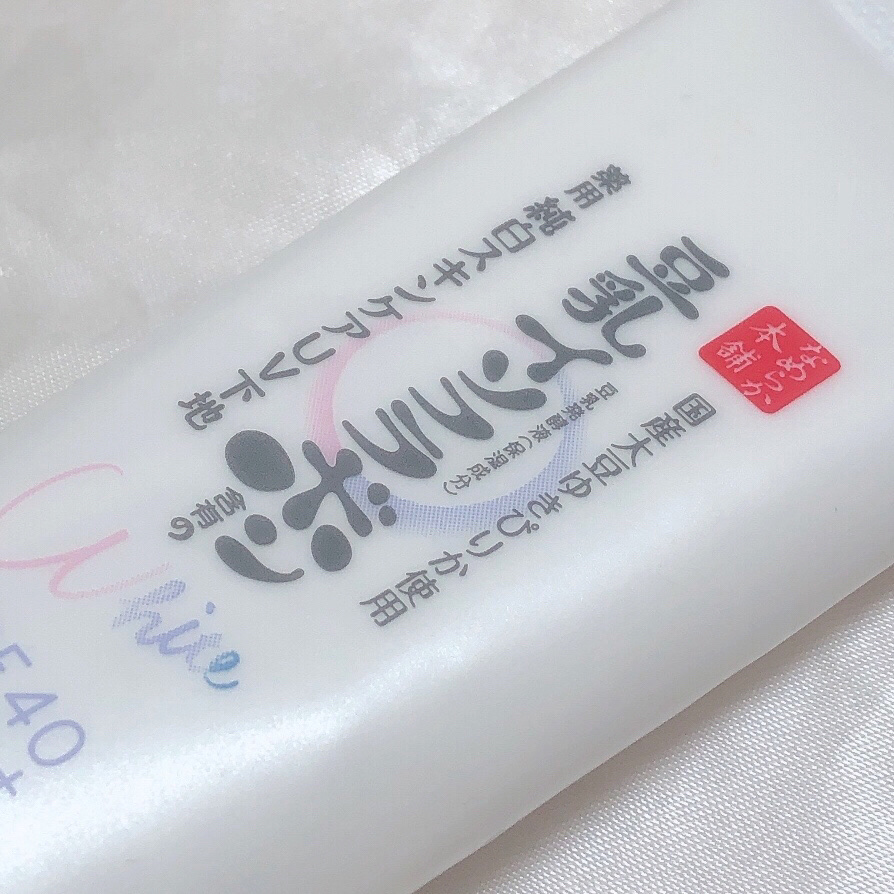 なめらか
本舗
国産大豆ゆきぴりか使用
豆乳イソフラボン
豆乳発酵液(保湿成分)
含有の
薬用 純白スキンケアUV下地
White
F40
+